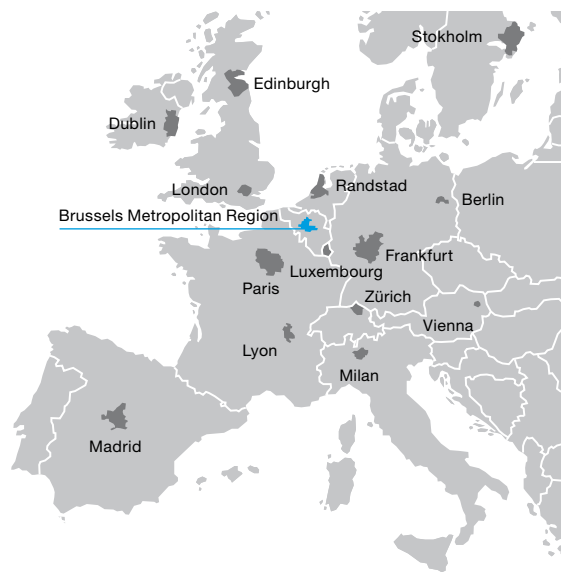 Stokholm
Edinburgh
Dublin
London
Randstad
Berlin
Brussels Metropolitan Region
Frankfurt
Luxembourg
Paris
Zürich
Vienna
Lyon
Milan
Madrid